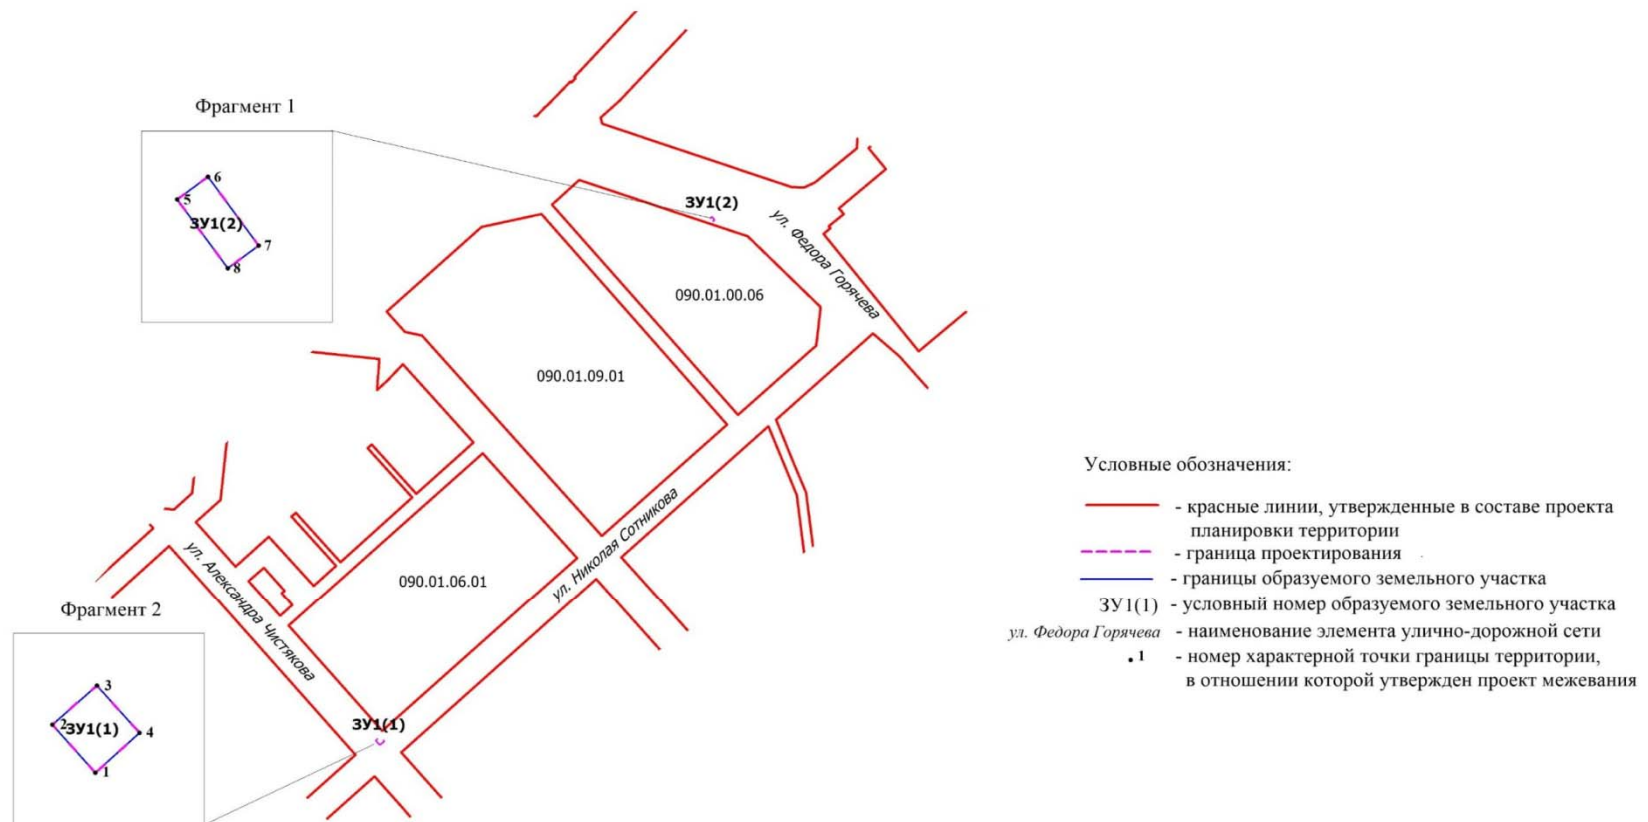 Фрагмент 1
6
5
ЗУ1(2)
7
8
ЗУ1(2)
ул. Федора Горячева
090.01.00.06
090.01.09.01
ул. Николая Сотникова
090.01.06.01
ул. Александра Чистякова
Фрагмент 2
3
2
ЗУ1(1)
4
1
ЗУ1(1)
Условные обозначения:
- красные линии, утвержденные в составе проекта
планировки территории
- граница проектирования
- границы образуемого земельного участка
ЗУ1(1) - условный номер образуемого земельного участка
ул. Федора Горячева - наименование элемента улично-дорожной сети
1 - номер характерной точки границы территории,
в отношении которой утвержден проект межевания